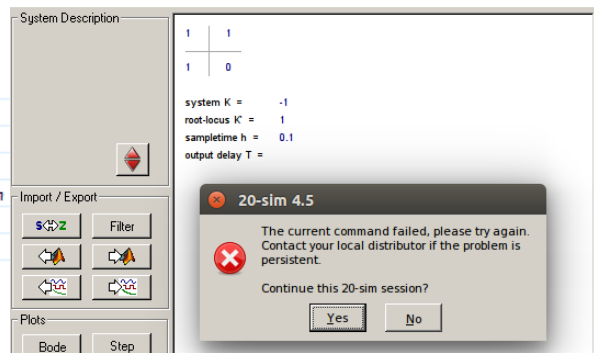 System Description
1 1
1 0
system K = -1
root-locus K' = 1
sampletime h = 0.1
output delay T =
Import / Export
S Z
Filter
Plots
Bode
Step
20-sim 4.5
The current command failed, please try again.
Contact your local distributor if the problem is
persistent.
Continue this 20-sim session?
Yes
No